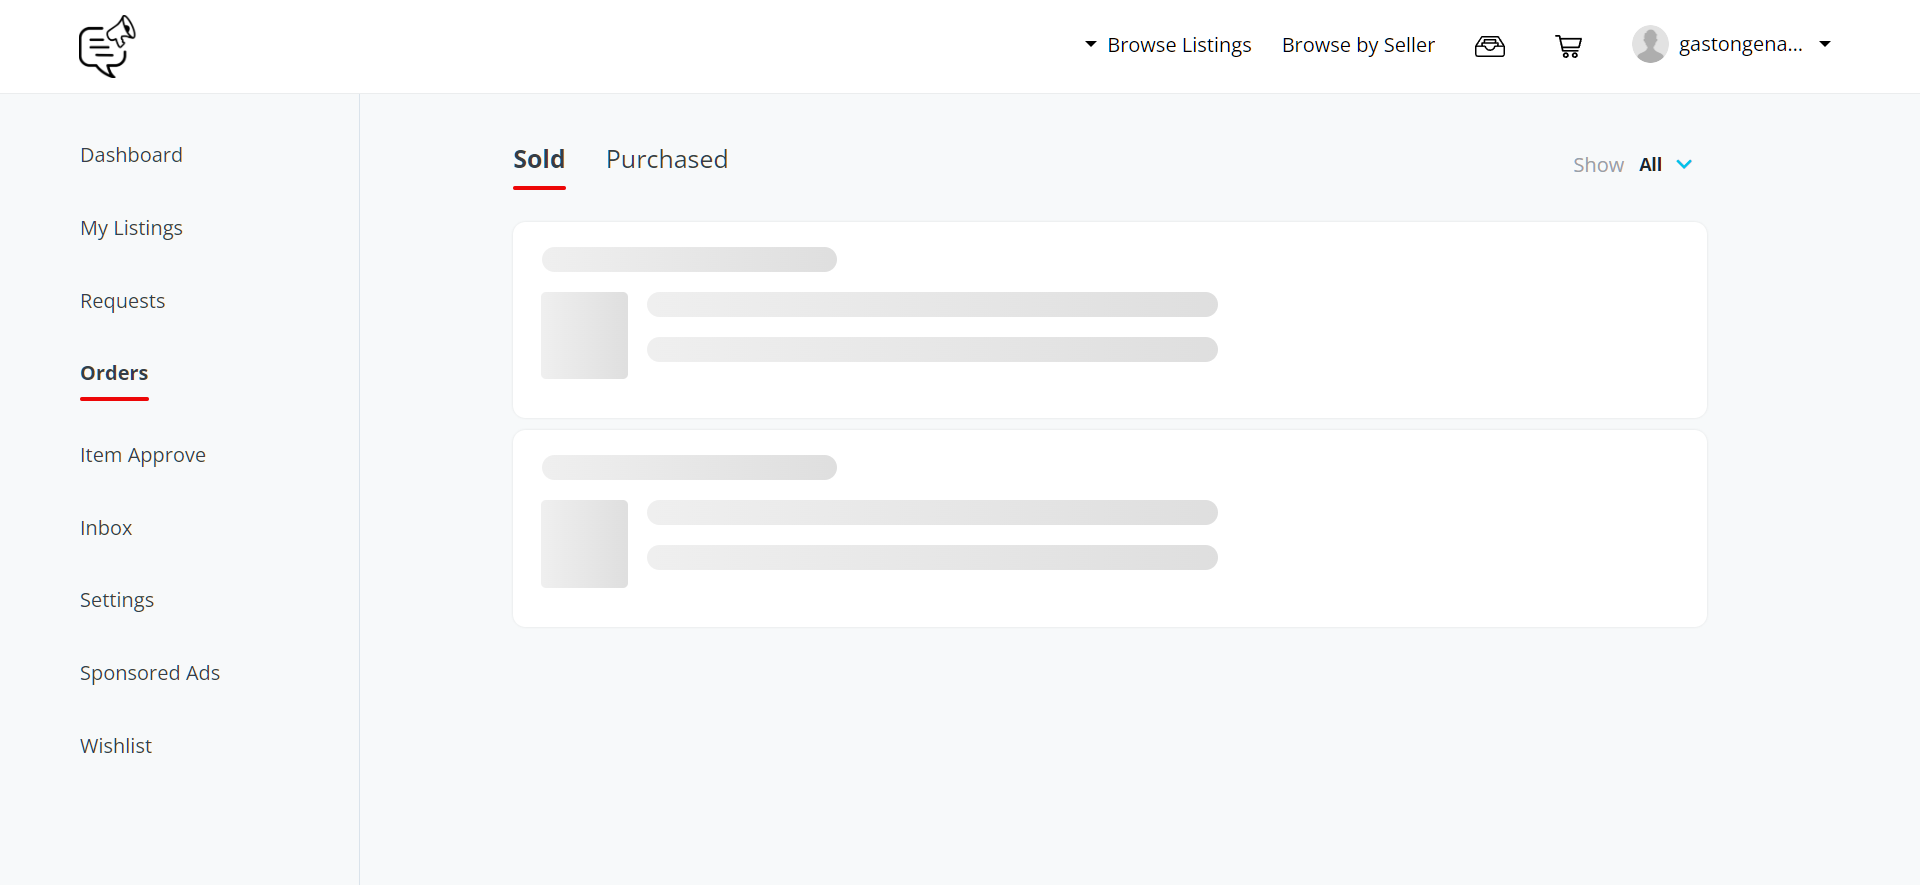 Browse Listings
Browse by Seller
gastongena...
Dashboard
My Listings
Requests
Orders
Item Approve
Inbox
Settings
Sponsored Ads
Wishlist
Sold
Purchased
Show All